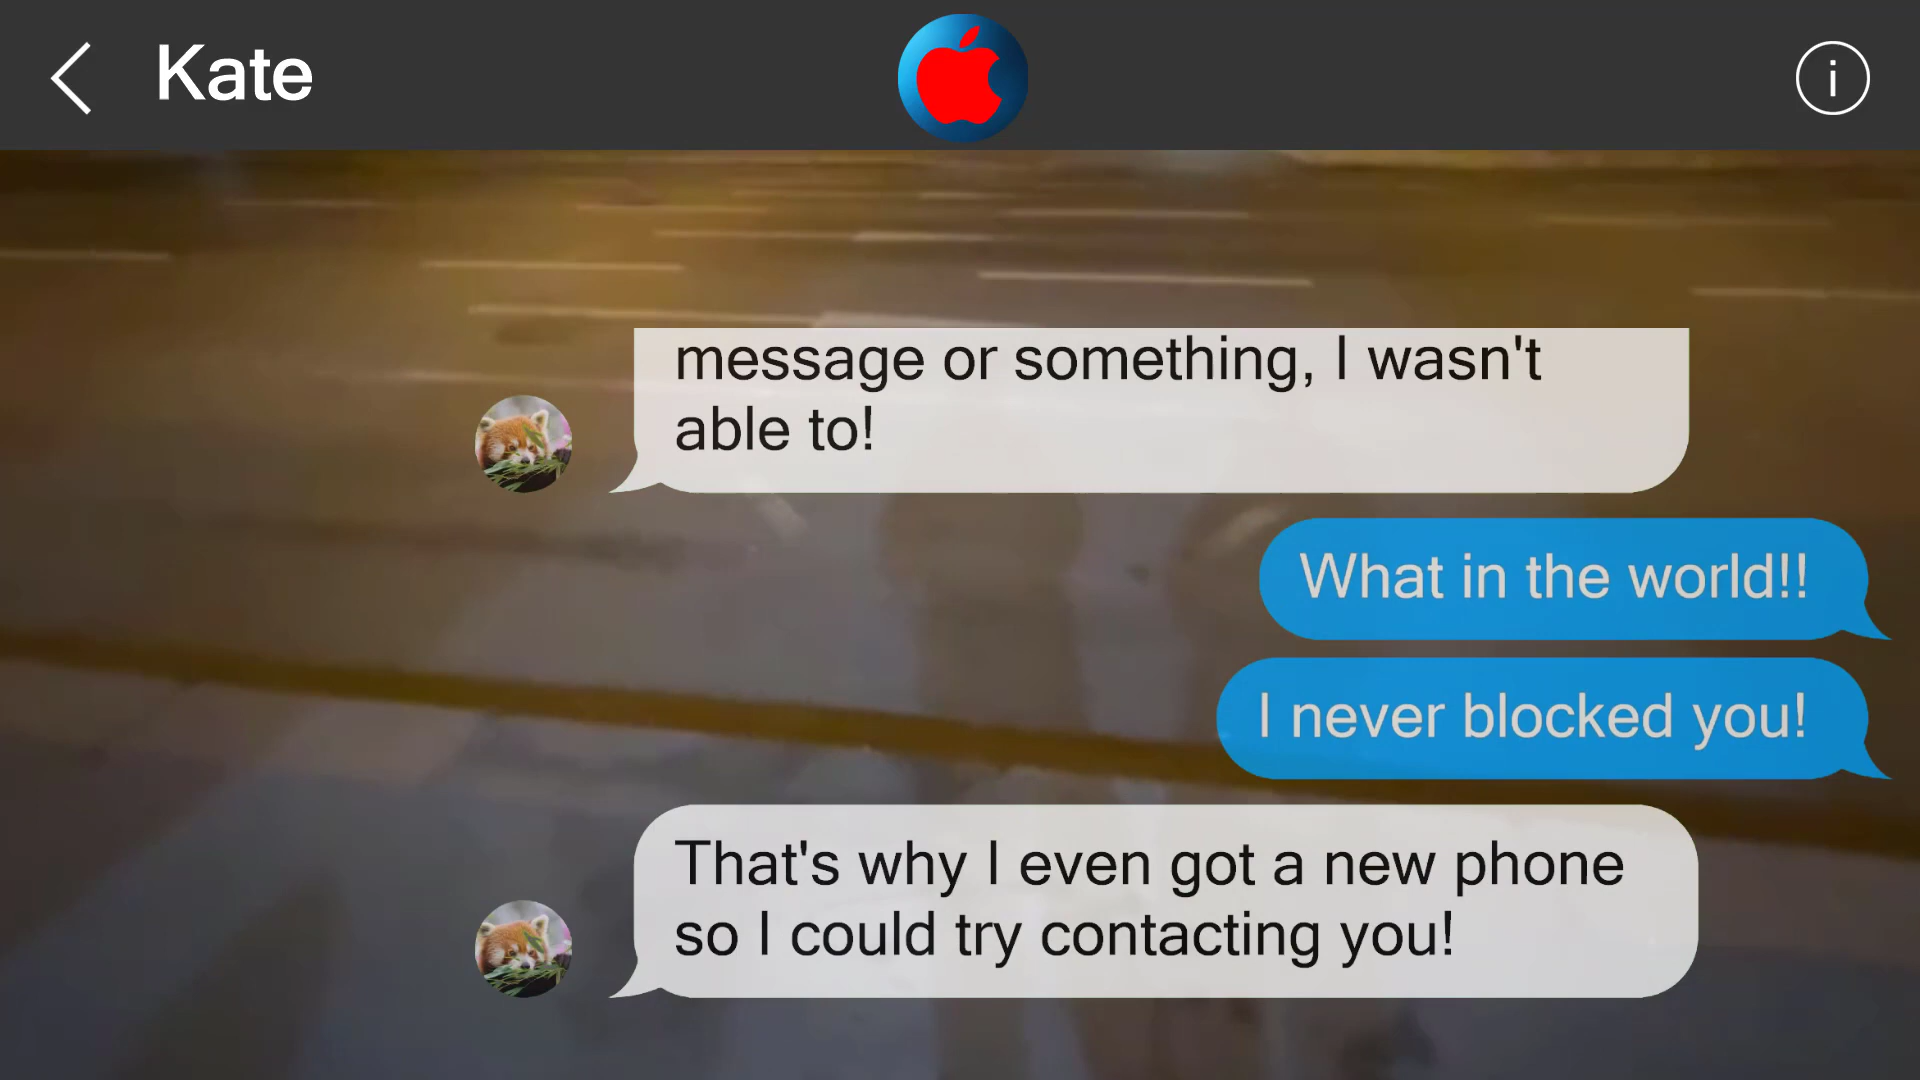 Kate
i
message or something, I wasn't
able to!
What in the world!!
I never blocked you!
That's why I even got a new phone
so I could try contacting you!